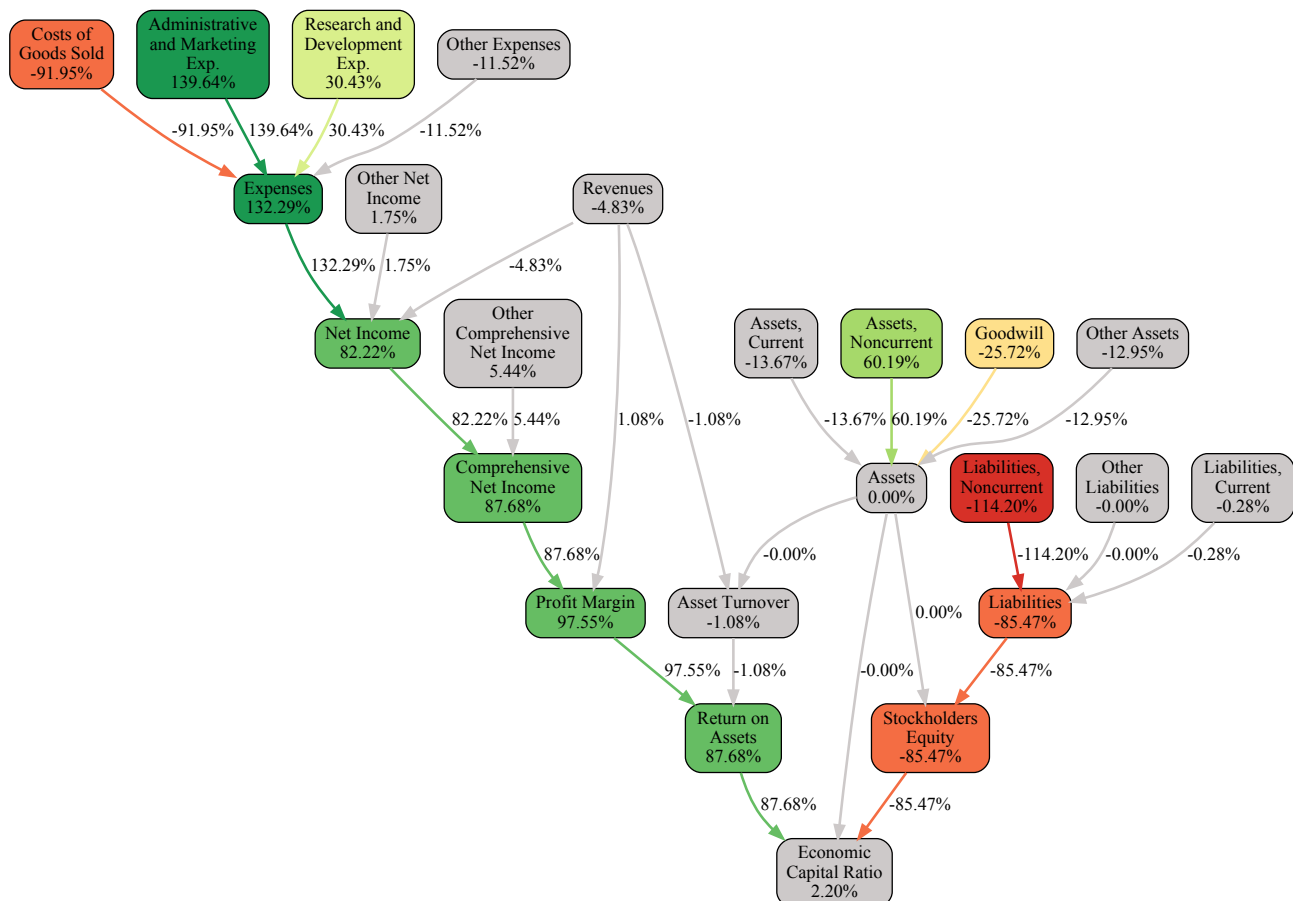 Costs of
Goods Sold
-91.95%
Administrative
and Marketing
Exp.
139.64%
Research and
Development
Exp.
30.43%
Other Expenses
-11.52%
-91.95%
139.64%
30.43%
-11.52%
Expenses
132.29%
Other Net
Income
1.75%
Revenues
-4.83%
132.29%
1.75%
-4.83%
Net Income
82.22%
Other
Comprehensive
Net Income
5.44%
Assets,
Current
-13.67%
Assets,
Noncurrent
60.19%
Goodwill
-25.72%
Other Assets
-12.95%
82.22%
5.44%
1.08%
-1.08%
-13.67%
60.19%
-25.72%
-12.95%
Comprehensive
Net Income
87.68%
Assets
0.00%
Liabilities,
Noncurrent
-114.20%
Other
Liabilities
-0.00%
Liabilities,
Current
-0.28%
87.68%
-0.00%
-114.20%
-0.00%
-0.28%
Profit Margin
97.55%
Asset Turnover
-1.08%
0.00%
Liabilities
-85.47%
97.55%
-1.08%
-0.00%
-85.47%
Return on
Assets
87.68%
Stockholders
Equity
-85.47%
87.68%
-85.47%
Economic
Capital Ratio
2.20%